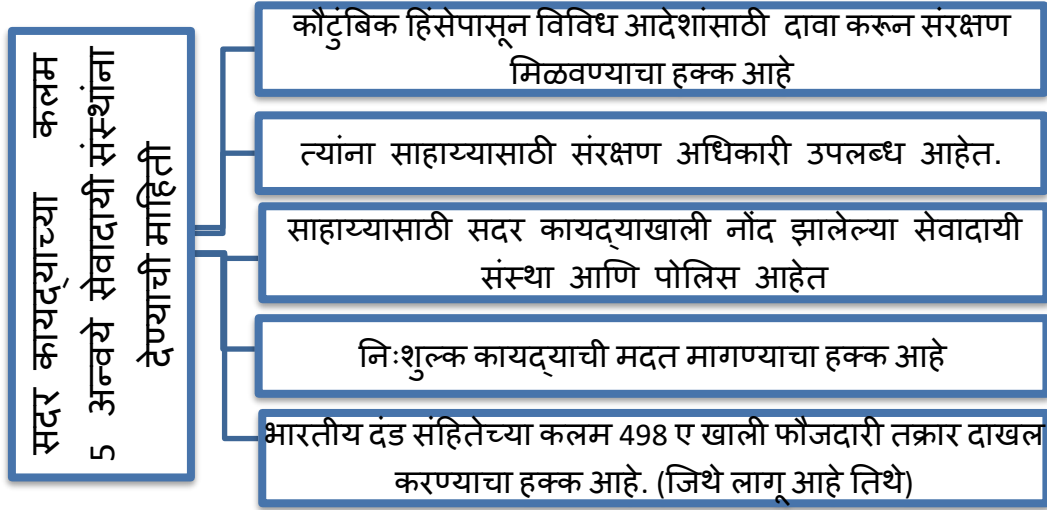 सदर कायद्याच्या कलम
5 अन्वये सेवादायी संस्थांना
देण्याची माहिती
कौटुंबिक हिंसेपासून विविध आदेशांसाठी दावा करून संरक्षण
मिळवण्याचा हक्क आहे
त्यांना साहाय्यासाठी संरक्षण अधिकारी उपलब्ध आहेत.
साहाय्यासाठी सदर कायद्याखाली नोंद झालेल्या सेवादायी
संस्था आणि पोलिस आहेत
निःशुल्क कायद्याची मदत मागण्याचा हक्क आहे
भारतीय दंड संहितेच्या कलम 498 ए खाली फौजदारी तक्रार दाखल
करण्याचा हक्क आहे. (जिथे लागू आहे तिथे)